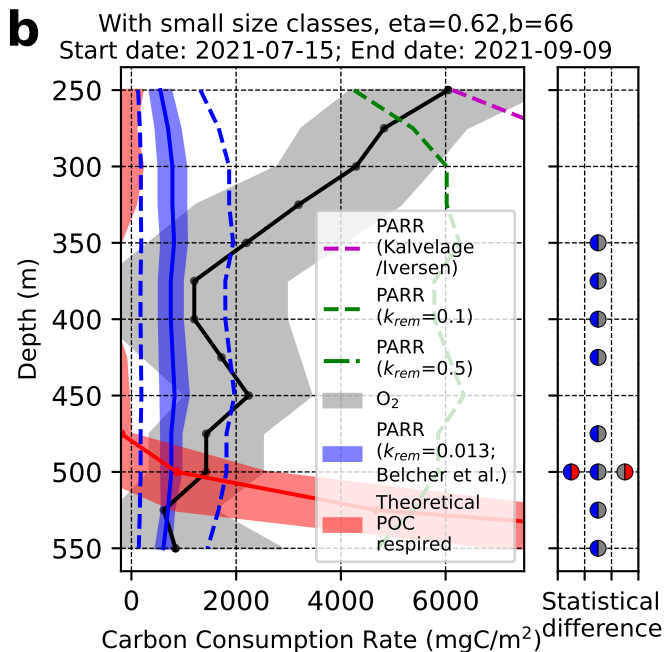 b
With small size classes, eta=0.62,b=66
Start date: 2021-07-15; End date: 2021-09-09
250
300
350
400
450
500
550
Depth (m)
PARR
(Kalvelage
/Iversen)
PARR
(k_rem=0.1)
PARR
(k_rem=0.5)
O₂
PARR
(k_rem=0.013;
Belcher et al.)
Theoretical
POC
respired
0 2000 4000 6000
Carbon Consumption Rate (mgC/m²)
Statistical
difference